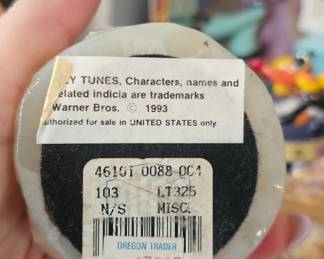 EY TUNES, Characters, names and
elated indicia are trademarks
Warner Bros. © 1993
uthorized for sale in UNITED STATES only
46101 0088 004
103 LT325
N/S MISC.
OREGON TRADER